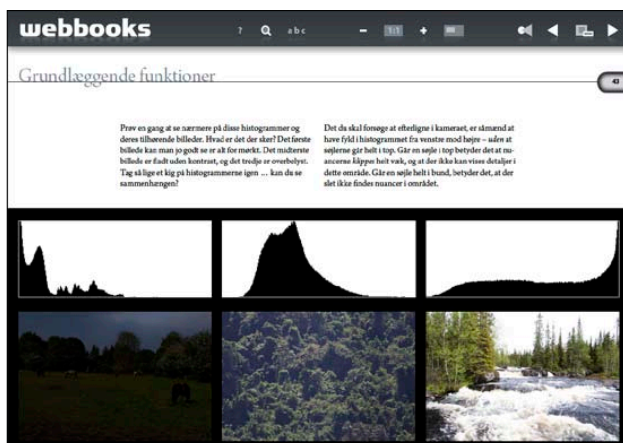 webbooks
? abc - 1:1 +
Grundlæggende funktioner
43
Prøv en gang at se nærmere på disse histogrammer og
deres tilhørende billeder. Hvad er det der sker? Det første
billede kan man jo godt se er alt for mørkt. Det midterste
billede er fladt uden kontrast, og det tredje er overbelyst.
Tag så lige et kig på histogrammerne igen ... kan du se
sammenhængen?
Det du skal forsøge at efterligne i kameraet, er såmænd at
have fyld i histogrammet fra venstre mod højre – uden at
søjlerne går helt i top. Går en søjle i top betyder det at nu-
ancerne klippes helt væk, og at der ikke kan vises detaljer i
dette område. Går en søjle helt i bund, betyder det, at der
slet ikke findes nuancer i området.